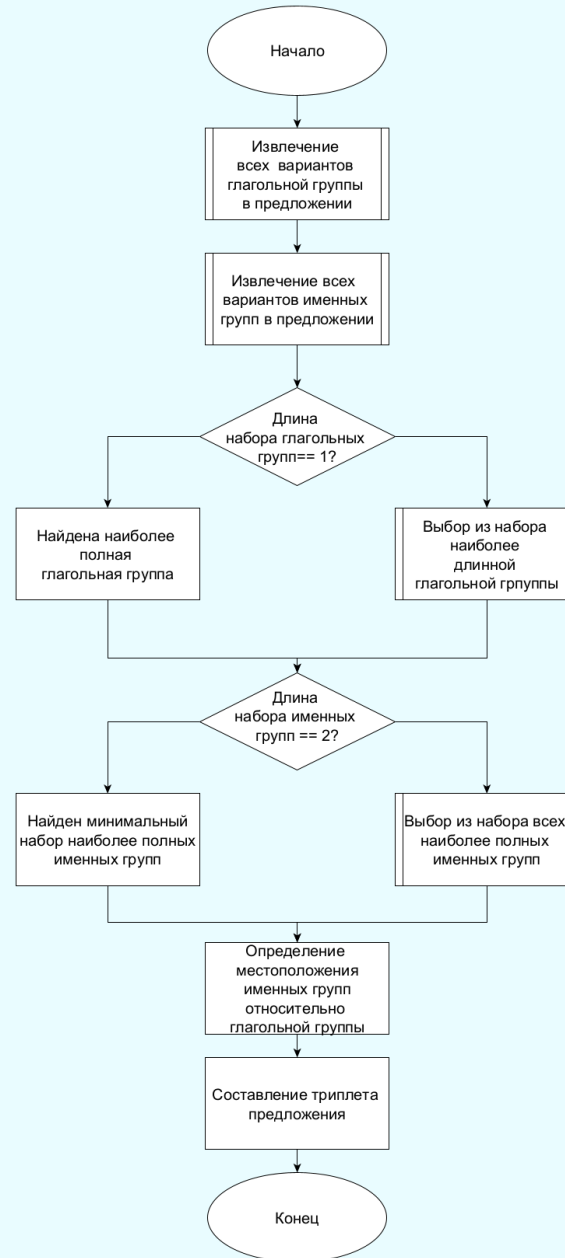 Начало
Извлечение
всех вариантов
глагольной группы
в предложении
Извлечение всех
вариантов именных
групп в предложении
Длина
набора глагольных
групп== 1?
Найдена наиболее
полная
глагольная группа
Выбор из набора
наиболее
длинной
глагольной грпуппы
Длина
набора именных
групп == 2?
Найден минимальный
набор наиболее полных
именных групп
Выбор из набора всех
наиболее полных
именных групп
Определение
местоположения
именных групп
относительно
глагольной группы
Составление триплета
предложения
Конец